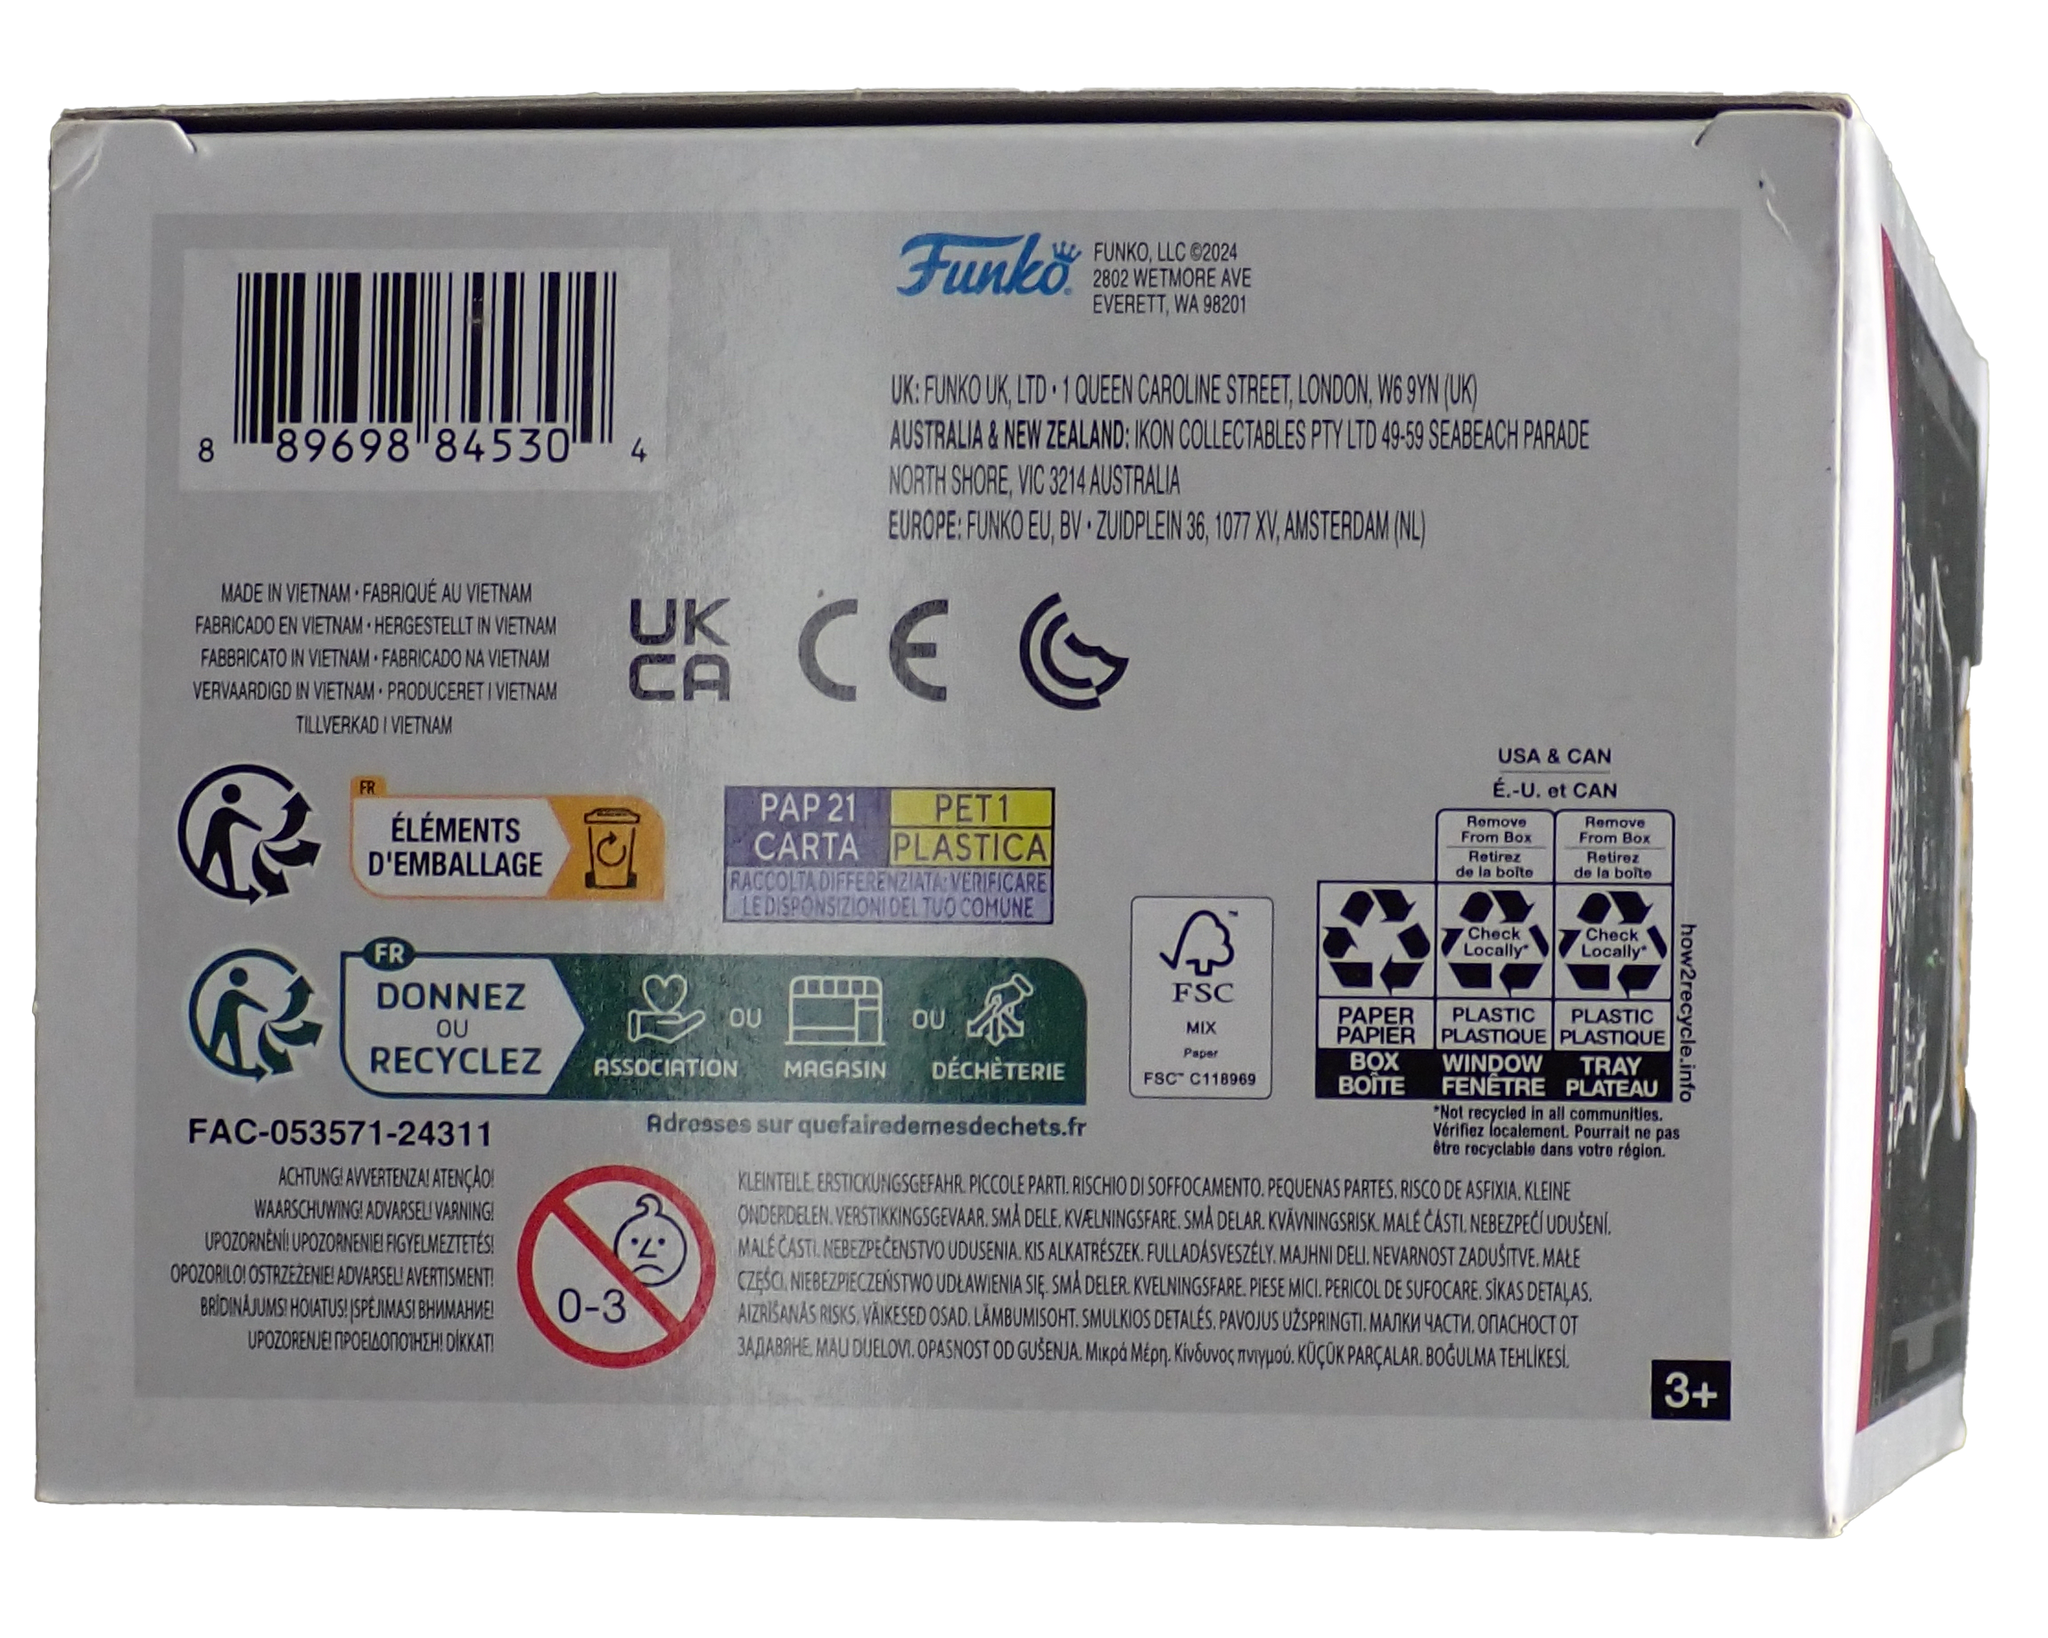 8 89698 84530 4
Funko
FUNKO, LLC ©2024
2802 WETMORE AVE
EVERETT, WA 98201
UK: FUNKO UK, LTD • 1 QUEEN CAROLINE STREET, LONDON, W6 9YN (UK)
AUSTRALIA & NEW ZEALAND: IKON COLLECTABLES PTY LTD 49-59 SEABEACH PARADE
NORTH SHORE, VIC 3214 AUSTRALIA
EUROPE: FUNKO EU, BV • ZUIDPLEIN 36, 1077 XV, AMSTERDAM (NL)
MADE IN VIETNAM • FABRIQUÉ AU VIETNAM
FABRICADO EN VIETNAM • HERGESTELLT IN VIETNAM
FABBRICATO IN VIETNAM • FABRICADO NA VIETNAM
VERVAARDIGD IN VIETNAM • PRODUCERET I VIETNAM
TILLVERKAD I VIETNAM
UK
CA
CE
FR
ÉLÉMENTS
D'EMBALLAGE
PAP 21
CARTA
PET 1
PLASTICA
RACCOLTA DIFFERENZIATA: VERIFICARE
LE DISPONSIZIONI DEL TUO COMUNE
USA & CAN
É.-U. et CAN
Remove
From Box
Retirez
de la boîte
Remove
From Box
Retirez
de la boîte
Check
Locally*
Check
Locally*
PAPER
PAPIER
BOX
BOÎTE
PLASTIC
PLASTIQUE
WINDOW
FENÊTRE
PLASTIC
PLASTIQUE
TRAY
PLATEAU
how2recycle.info
*Not recycled in all communities.
Vérifiez localement. Pourrait ne pas
être recyclable dans votre région.
FSC™
MIX
Paper
FSC™ C118969
FR
DONNEZ
OU
RECYCLEZ
ASSOCIATION
OU
MAGASIN
OU
DÉCHÈTERIE
Adresses sur quefairedemesdechets.fr
FAC-053571-24311
ACHTUNG! AVVERTENZA! ATENÇÃO!
WAARSCHUWING! ADVARSEL! VARNING!
UPOZORNĚNÍ! UPOZORNENIE! FIGYELMEZTETÉS!
OPOZORILO! OSTRZEŻENIE! ADVARSEL! AVERTISMENT!
BRĪDINĀJUMS! HOIATUS! ĮSPĖJIMAS! ВНИМАНИЕ!
UPOZORENJE! ΠΡΟΕΙΔΟΠΟΊΗΣΗ! DİKKAT!
0-3
KLEINTEILE. ERSTICKUNGSGEFAHR. PICCOLE PARTI. RISCHIO DI SOFFOCAMENTO. PEQUENAS PARTES. RISCO DE ASFIXIA. KLEINE
ONDERDELEN. VERSTIKKINGSGEVAAR. SMÅ DELE. KVÆLNINGSFARE. SMÅ DELAR. KVÄVNINGSRISK. MALÉ ČÁSTI. NEBEZPEČÍ UDUŠENÍ.
MALÉ ČASTI. NEBEZPEČENSTVO UDUSENIA. KIS ALKATRÉSZEK. FULLADÁSVESZÉLY. MAJHNI DELI. NEVARNOST ZADUŠITVE. MAŁE
CZĘŚCI. NIEBEZPIECZEŃSTWO UDŁAWIENIA SIĘ. SMÅ DELER. KVELNINGSFARE. PIESE MICI. PERICOL DE SUFOCARE. SĪKAS DETAĻAS.
AIZRĪŠANĀS RISKS. VÄIKESED OSAD. LÄMBUMISOHT. SMULKIOS DETALĖS. PAVOJUS UŽSPRINGTI. МАЛКИ ЧАСТИ. ОПАСНОСТ ОТ
ЗАДАВЯНЕ. MALI DIJELOVI. OPASNOST OD GUŠENJA. Μικρά Μέρη. Κίνδυνος πνιγμού. KÜÇÜK PARÇALAR. BOĞULMA TEHLİKESİ.
3+